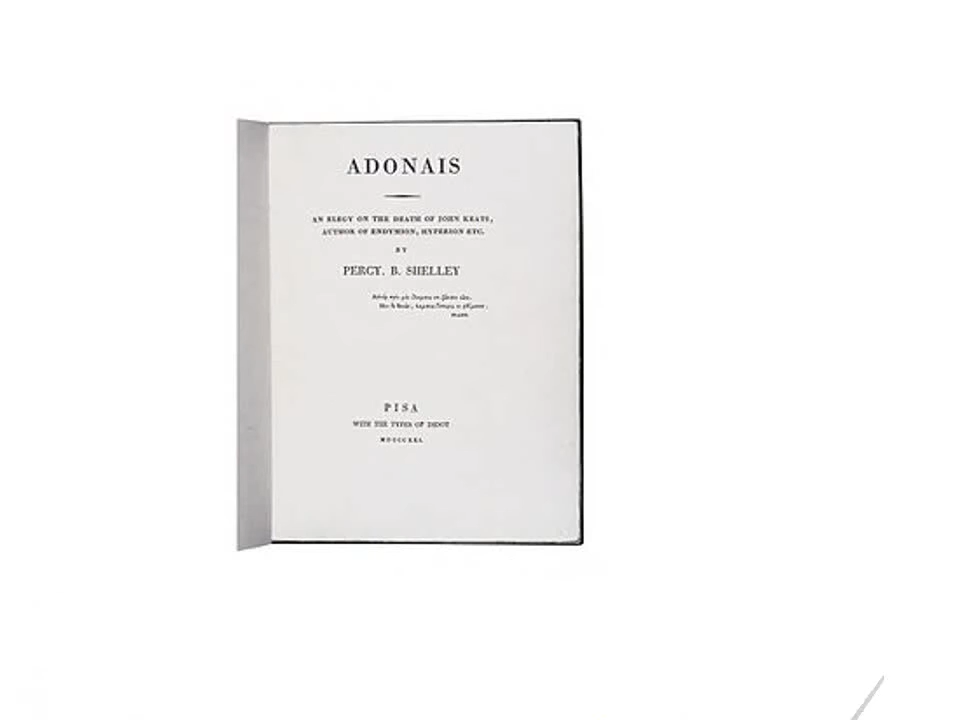 ADONAIS
AN ELEGY ON THE DEATH OF JOHN KEATS,
AUTHOR OF ENDYMION, HYPERION ETC.
BY
PERCY. B. SHELLEY
PISA
WITH THE TYPES OF DIDOT
MDCCCXXI.